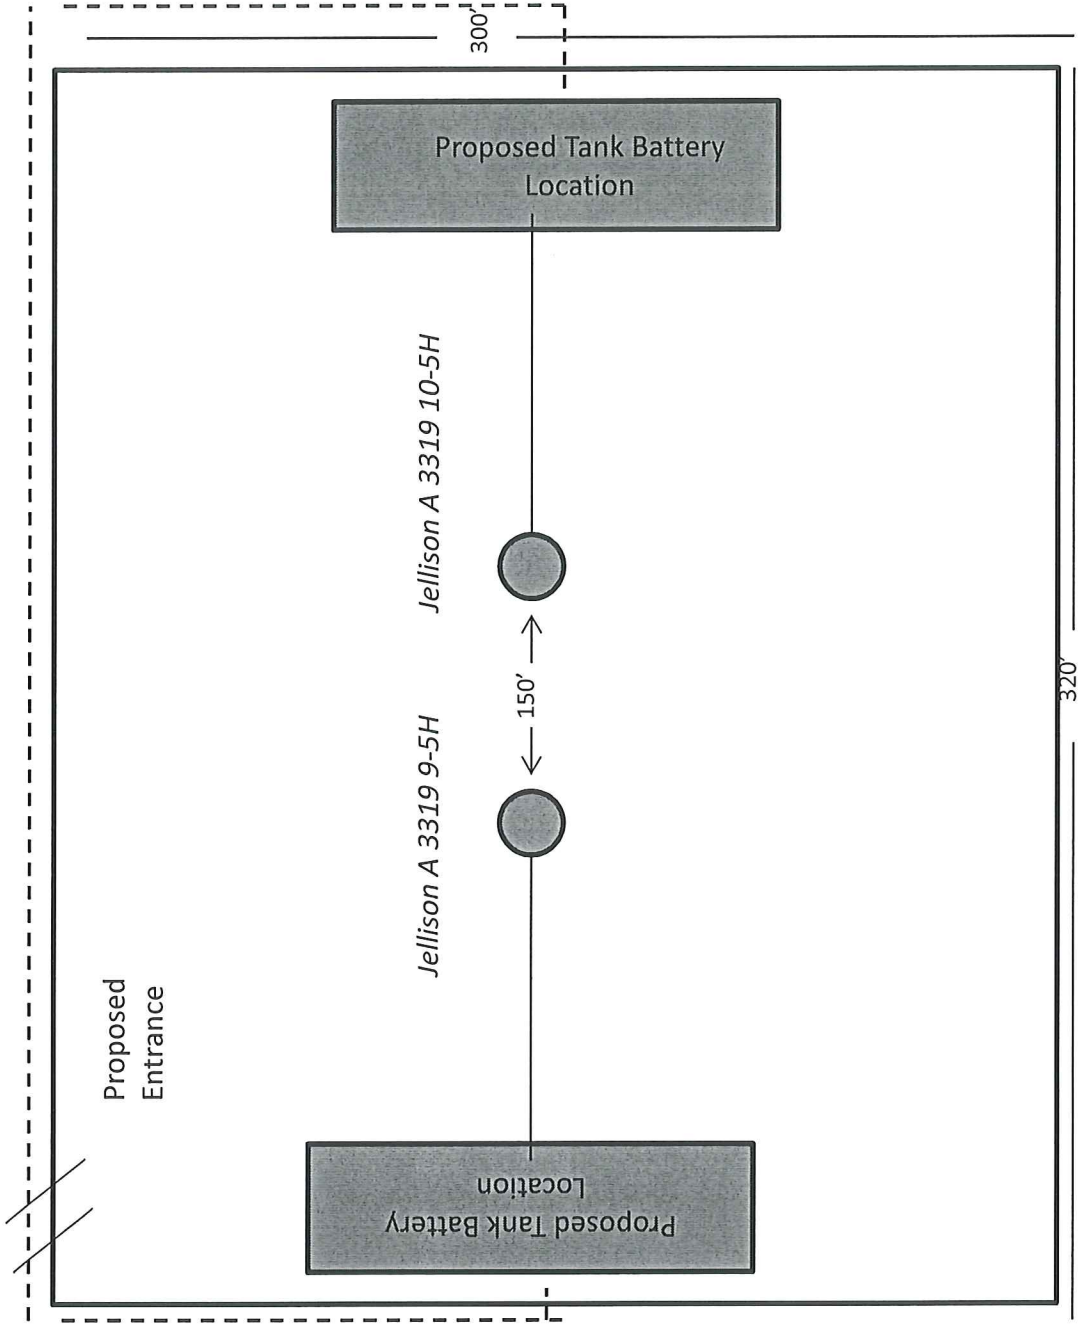 300’
Proposed Tank Battery
Location
Jellison A 3319 10-5H
150’
Jellison A 3319 9-5H
320’
Proposed
Entrance
Proposed Tank Battery
Location